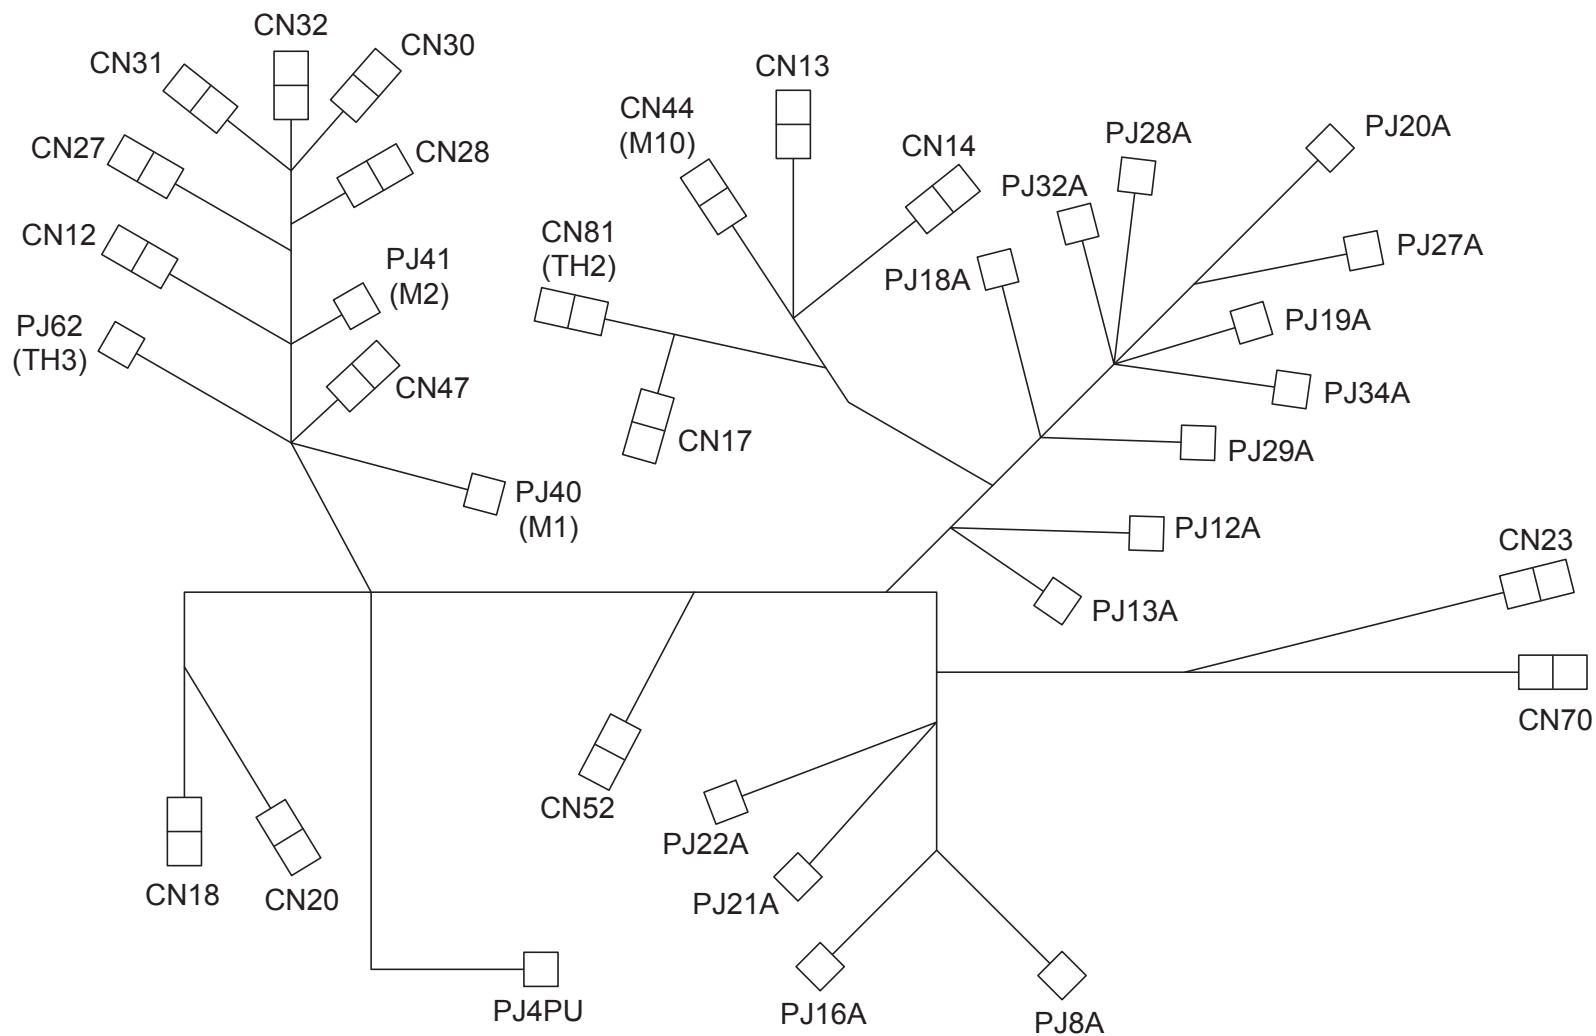 CN32
CN31
CN30
CN13
CN44
(M10)
CN27
CN28
CN14
PJ28A
PJ20A
PJ32A
CN12
CN81
(TH2)
PJ41
(M2)
PJ18A
PJ27A
PJ62
(TH3)
PJ19A
CN47
PJ34A
CN17
PJ29A
PJ40
(M1)
PJ12A
CN23
PJ13A
CN70
CN52
PJ22A
CN18
CN20
PJ21A
PJ4PU
PJ16A
PJ8A